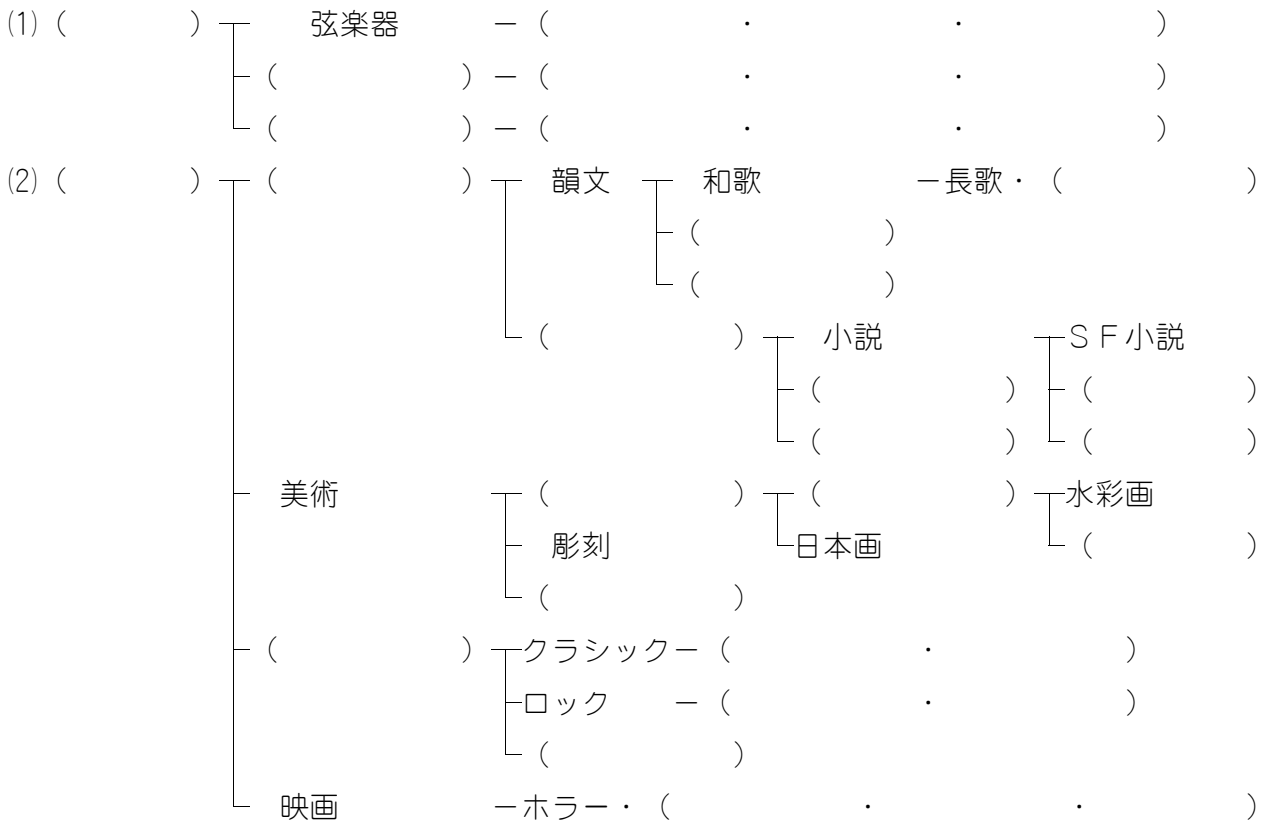 ⑴（　　　　）┬　弦楽器　－（　　　　・　　　　・　　　　）
├（　　　　）－（　　　　・　　　　・　　　　）
└（　　　　）－（　　　　・　　　　・　　　　）
⑵（　　　　）┬（　　　　）┬　韻文　┬　和歌　－長歌・（　　　　）
├（　　　　）
└（　　　　）
└（　　　　）┬　小説　┬ＳＦ小説
├（　　　　）├（　　　　）
└（　　　　）└（　　　　）
├　美術　┬（　　　　）┬（　　　　）┬水彩画
├　彫刻　└日本画　└（　　　　）
└（　　　　）
├（　　　　）┬クラシック－（　　　　・　　　　）
├ロック　－（　　　　・　　　　）
└（　　　　）
└　映画　－ホラー・（　　　　・　　　　・　　　　）